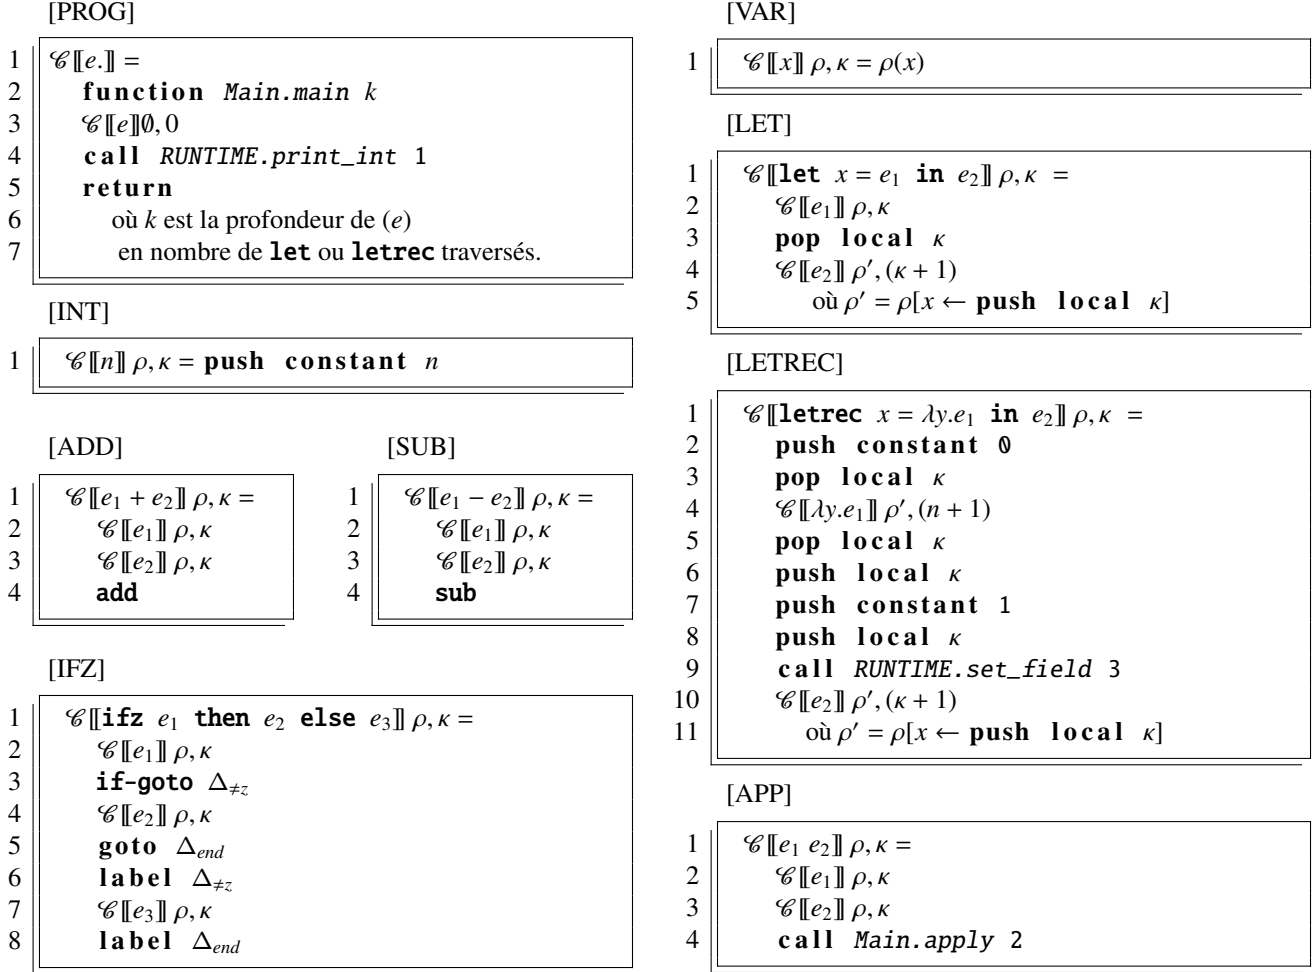 [PROG]
1 𝒞⟦e.⟧ =
2 function Main.main k
3 𝒞⟦e⟧∅, 0
4 call RUNTIME.print_int 1
5 return
6 où k est la profondeur de (e)
7 en nombre de let ou letrec traversés.
[INT]
1 𝒞⟦n⟧ ρ, κ = push constant n
[ADD]
1 𝒞⟦e₁ + e₂⟧ ρ, κ =
2 𝒞⟦e₁⟧ ρ, κ
3 𝒞⟦e₂⟧ ρ, κ
4 add
[SUB]
1 𝒞⟦e₁ − e₂⟧ ρ, κ =
2 𝒞⟦e₁⟧ ρ, κ
3 𝒞⟦e₂⟧ ρ, κ
4 sub
[IFZ]
1 𝒞⟦ifz e₁ then e₂ else e₃⟧ ρ, κ =
2 𝒞⟦e₁⟧ ρ, κ
3 if-goto Δ≠z
4 𝒞⟦e₂⟧ ρ, κ
5 goto Δend
6 label Δ≠z
7 𝒞⟦e₃⟧ ρ, κ
8 label Δend
[VAR]
1 𝒞⟦x⟧ ρ, κ = ρ(x)
[LET]
1 𝒞⟦let x = e₁ in e₂⟧ ρ, κ =
2 𝒞⟦e₁⟧ ρ, κ
3 pop local κ
4 𝒞⟦e₂⟧ ρ′, (κ + 1)
5 où ρ′ = ρ[x ← push local κ]
[LETREC]
1 𝒞⟦letrec x = λy.e₁ in e₂⟧ ρ, κ =
2 push constant 0
3 pop local κ
4 𝒞⟦λy.e₁⟧ ρ′, (n + 1)
5 pop local κ
6 push local κ
7 push constant 1
8 push local κ
9 call RUNTIME.set_field 3
10 𝒞⟦e₂⟧ ρ′, (κ + 1)
11 où ρ′ = ρ[x ← push local κ]
[APP]
1 𝒞⟦e₁ e₂⟧ ρ, κ =
2 𝒞⟦e₁⟧ ρ, κ
3 𝒞⟦e₂⟧ ρ, κ
4 call Main.apply 2